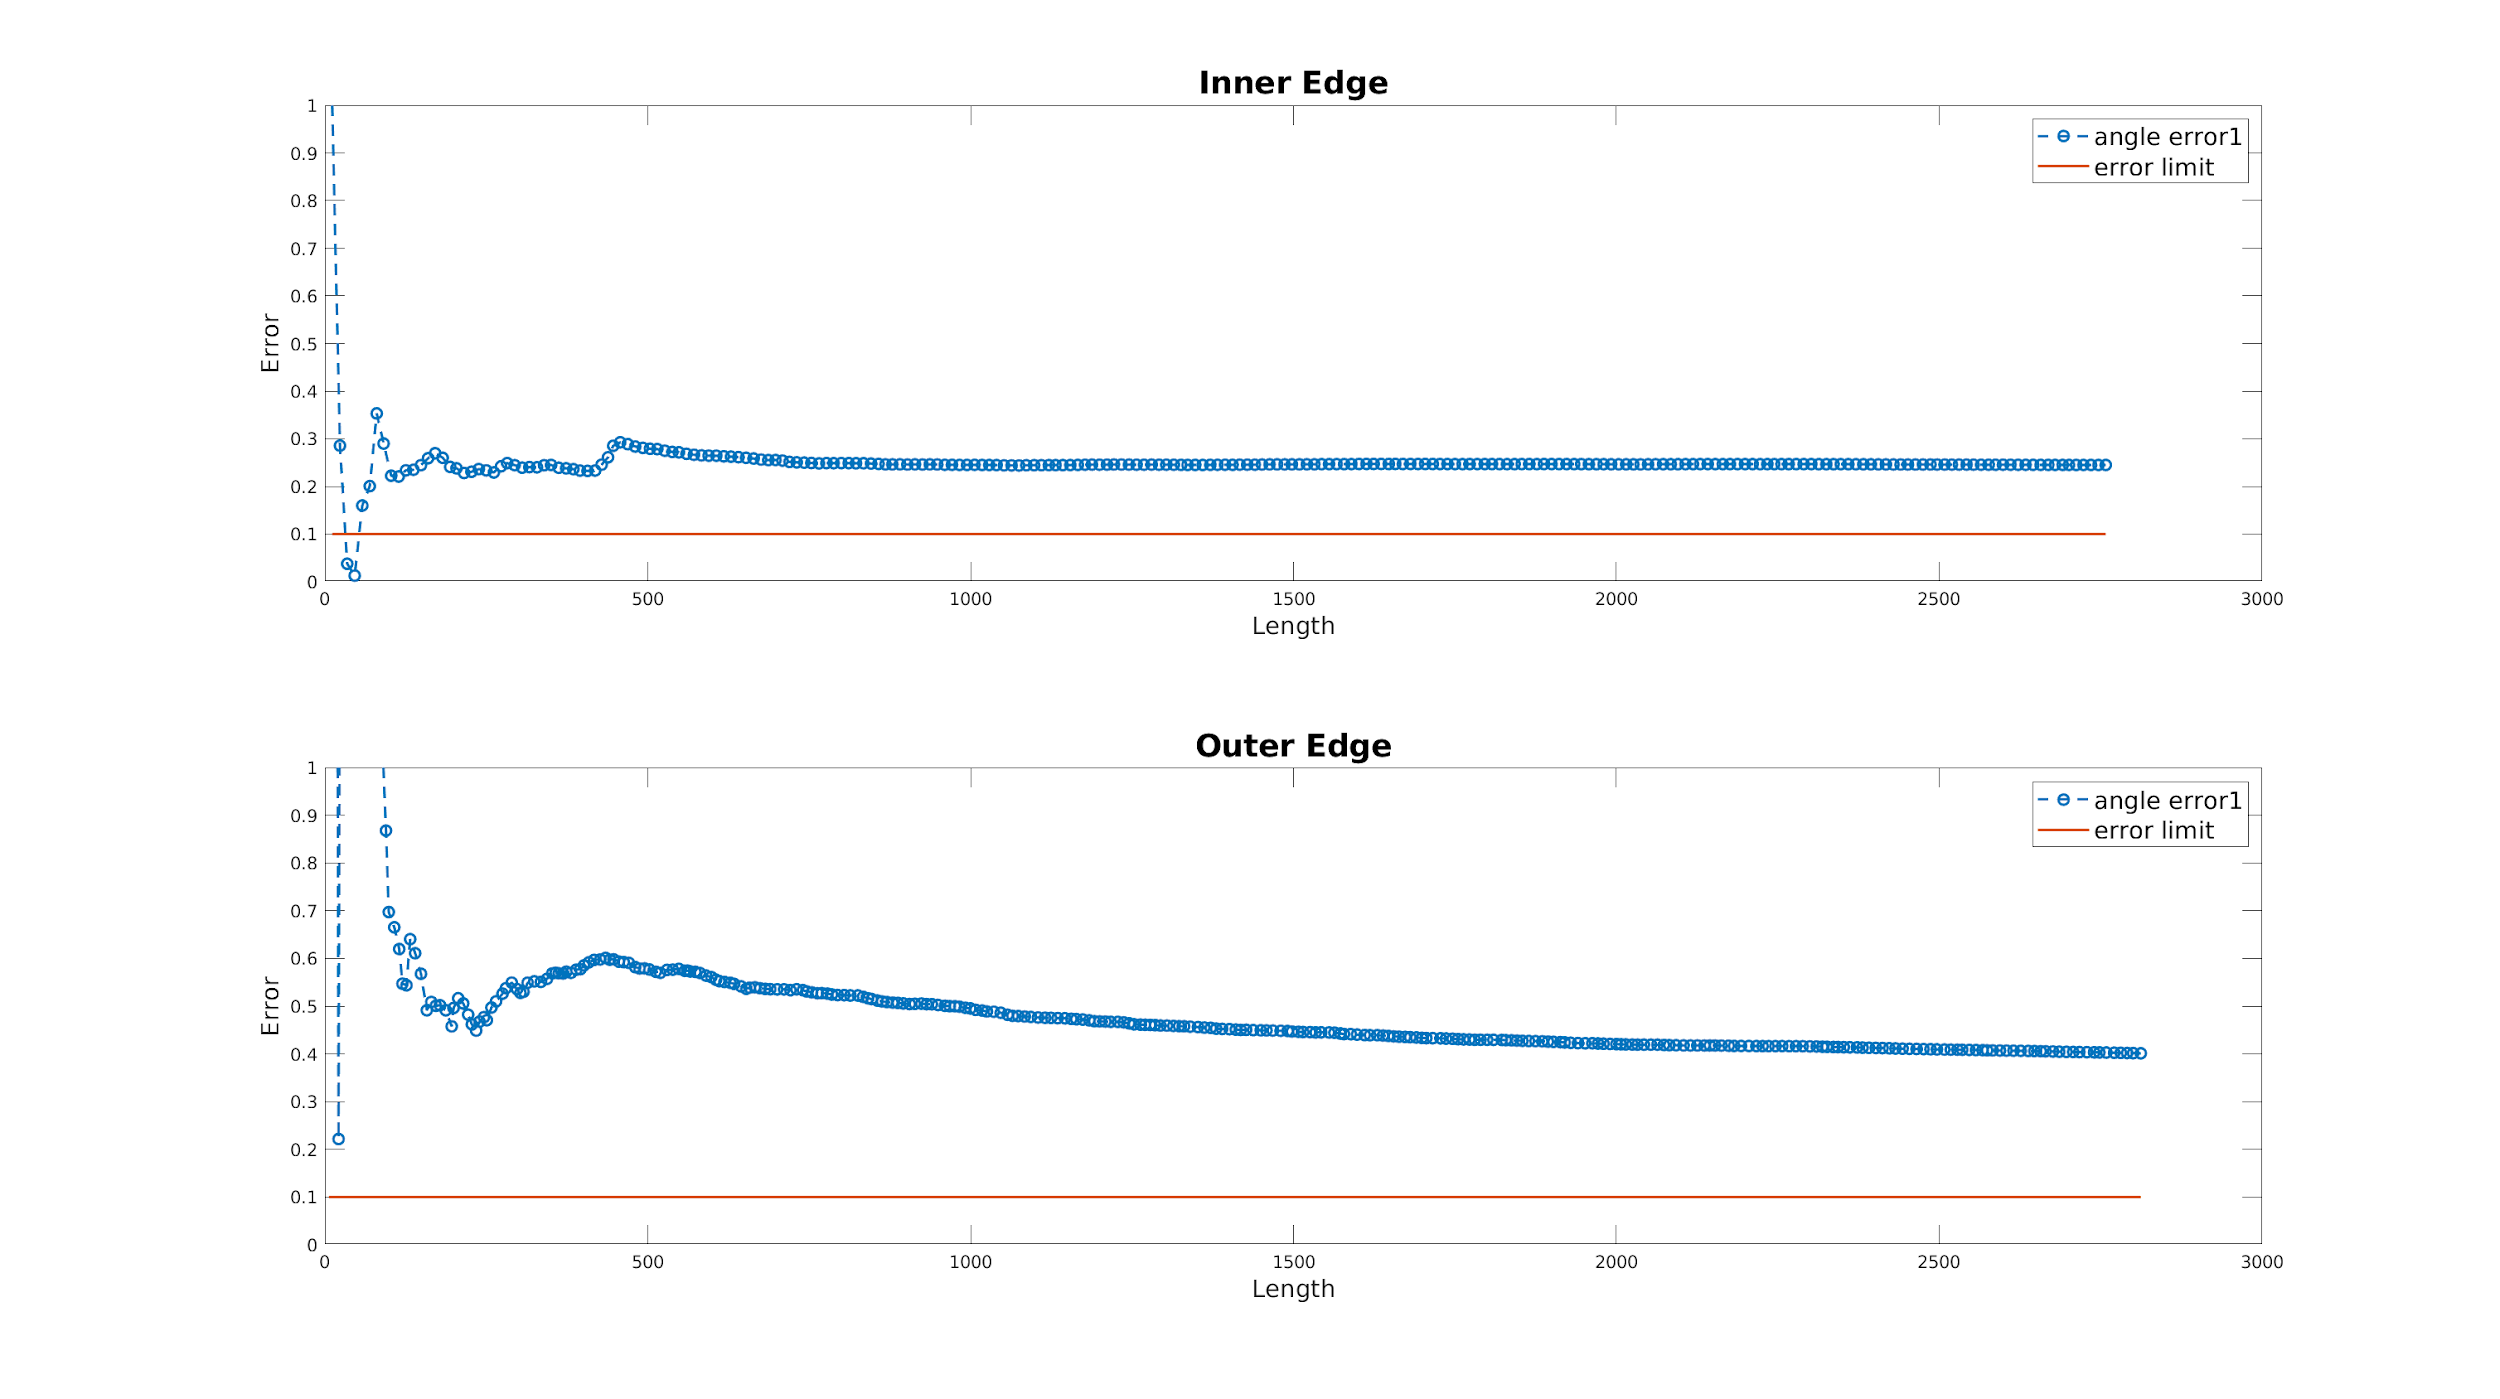 Inner Edge
1
0.9
0.8
0.7
0.6
0.5
0.4
0.3
0.2
0.1
0
Error
angle error1
error limit
0 500 1000 1500 2000 2500 3000
Length
Outer Edge
1
0.9
0.8
0.7
0.6
0.5
0.4
0.3
0.2
0.1
0
Error
angle error1
error limit
0 500 1000 1500 2000 2500 3000
Length